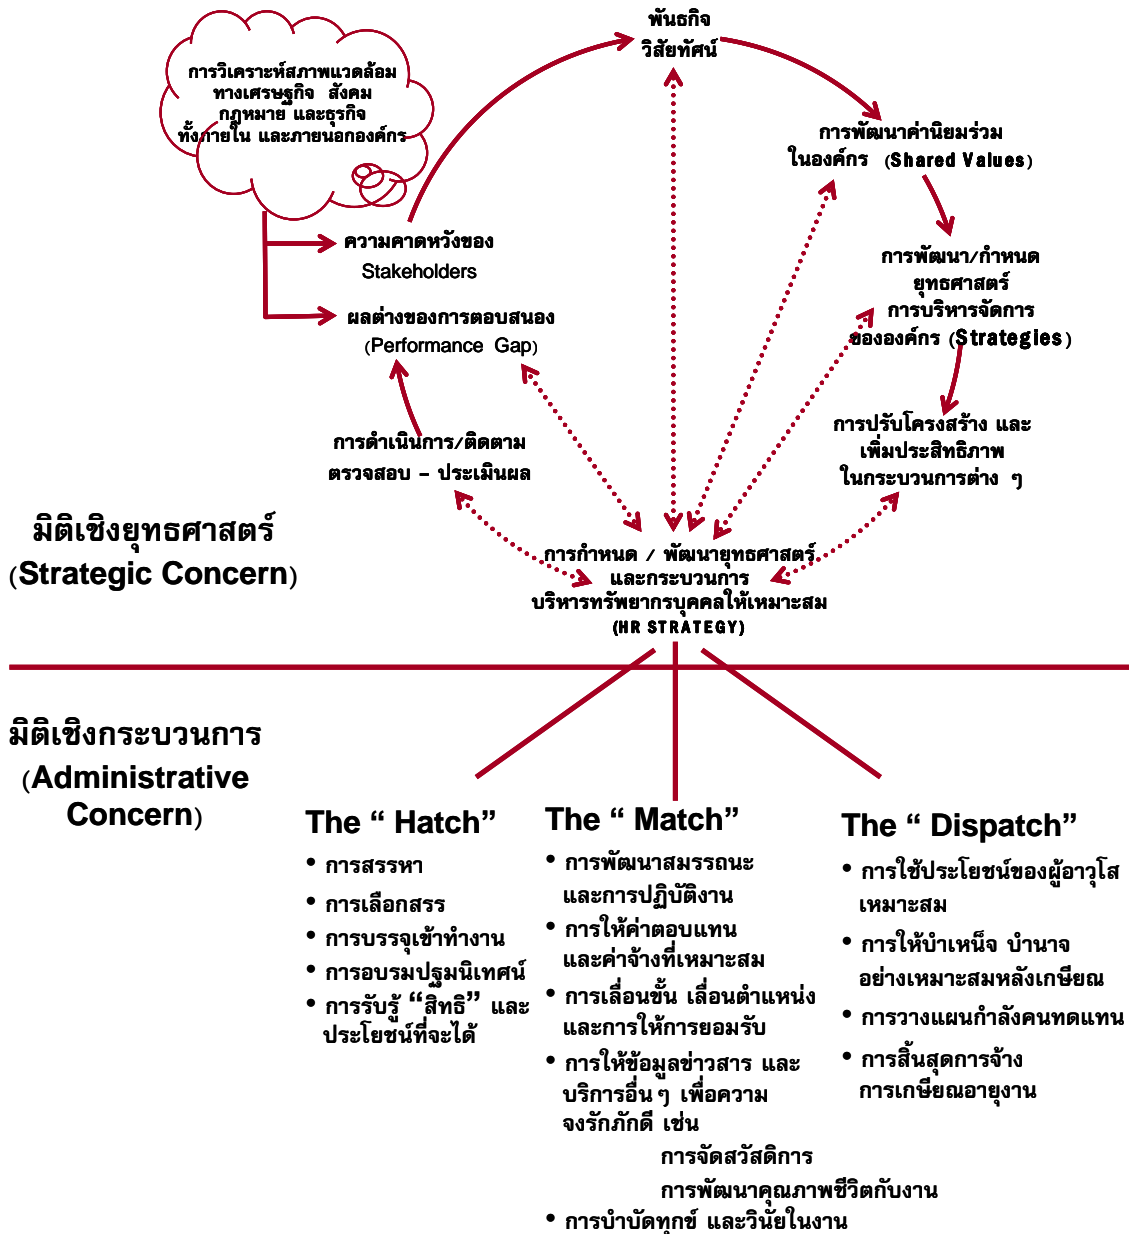 พันธกิจ
วิสัยทัศน์
การวิเคราะห์สภาพแวดล้อม
ทางเศรษฐกิจ สังคม
กฎหมาย และธุรกิจ
ทั้งภายใน และภายนอกองค์กร
การพัฒนาค่านิยมร่วม
ในองค์กร (Shared Values)
ความคาดหวังของ
Stakeholders
การพัฒนา/กำหนด
ยุทธศาสตร์
การบริหารจัดการ
ขององค์กร (Strategies)
ผลต่างของการตอบสนอง
(Performance Gap)
การปรับโครงสร้าง และ
เพิ่มประสิทธิภาพ
ในกระบวนการต่าง ๆ
การดำเนินการ/ติดตาม
ตรวจสอบ – ประเมินผล
มิติเชิงยุทธศาสตร์
(Strategic Concern)
การกำหนด / พัฒนายุทธศาสตร์
และกระบวนการ
บริหารทรัพยากรบุคคลให้เหมาะสม
(HR STRATEGY)
มิติเชิงกระบวนการ
(Administrative
Concern)
The “ Hatch”
• การสรรหา
• การเลือกสรร
• การบรรจุเข้าทำงาน
• การอบรมปฐมนิเทศน์
• การรับรู้ “สิทธิ” และ
ประโยชน์ที่จะได้
The “ Match”
• การพัฒนาสมรรถนะ
และการปฏิบัติงาน
• การให้ค่าตอบแทน
และค่าจ้างที่เหมาะสม
• การเลื่อนขั้น เลื่อนตำแหน่ง
และการให้การยอมรับ
• การให้ข้อมูลข่าวสาร และ
บริการอื่น ๆ เพื่อความ
จงรักภักดี เช่น
การจัดสวัสดิการ
การพัฒนาคุณภาพชีวิตกับงาน
• การบำบัดทุกข์ และวินัยในงาน
The “ Dispatch”
• การใช้ประโยชน์ของผู้อาวุโส
เหมาะสม
• การให้บำเหน็จ บำนาจ
อย่างเหมาะสมหลังเกษียณ
• การวางแผนกำลังคนทดแทน
• การสิ้นสุดการจ้าง
การเกษียณอายุงาน